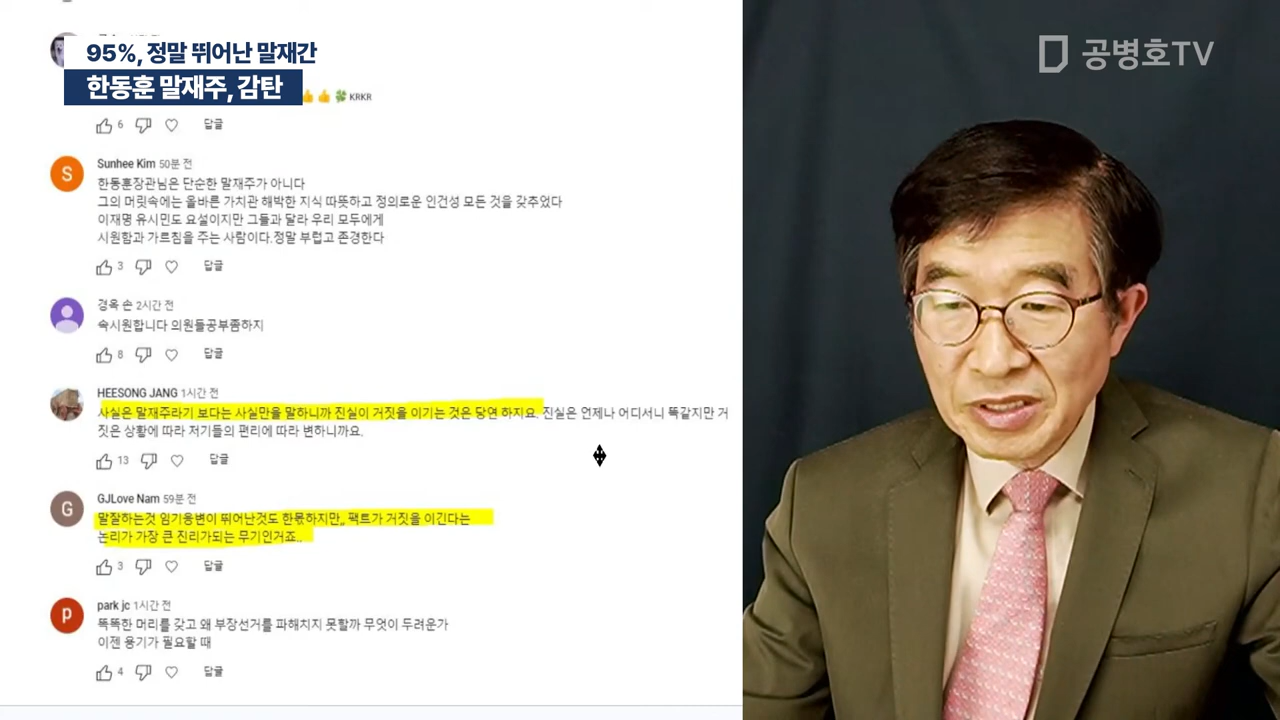 95%, 정말 뛰어난 말재간
한동훈 말재주, 감탄
공병호TV
KRKR
6 답글
Sunhee Kim 50분 전
한동훈장관님은 단순한 말재주가 아니다
그의 머릿속에는 올바른 가치관 해박한 지식 따뜻하고 정의로운 인건성 모든 것을 갖추었다
이재명 유시민도 요설이지만 그들과 달라 우리 모두에게
시원함과 가르침을 주는 사람이다.정말 부럽고 존경한다
3 답글
경옥 손 2시간 전
속시원합니다 의원들공부좀하지
8 답글
HEESONG JANG 1시간 전
사실은 말재주라기 보다는 사실만을 말하니까 진실이 거짓을 이기는 것은 당연 하지요. 진실은 언제나 어디서니 똑같지만 거
짓은 상황에 따라 저기들의 편리에 따라 변하니까요.
13 답글
G
GJLove Nam 59분 전
말잘하는것 임기응변이 뛰어난것도 한몫하지만,, 팩트가 거짓을 이긴다는
논리가 가장 큰 진리가되는 무기인거죠..
3 답글
park jc 1시간 전
똑똑한 머리를 갖고 왜 부장선거를 파해치지 못할까 무엇이 두려운가
이젠 용기가 필요할 때
4 답글